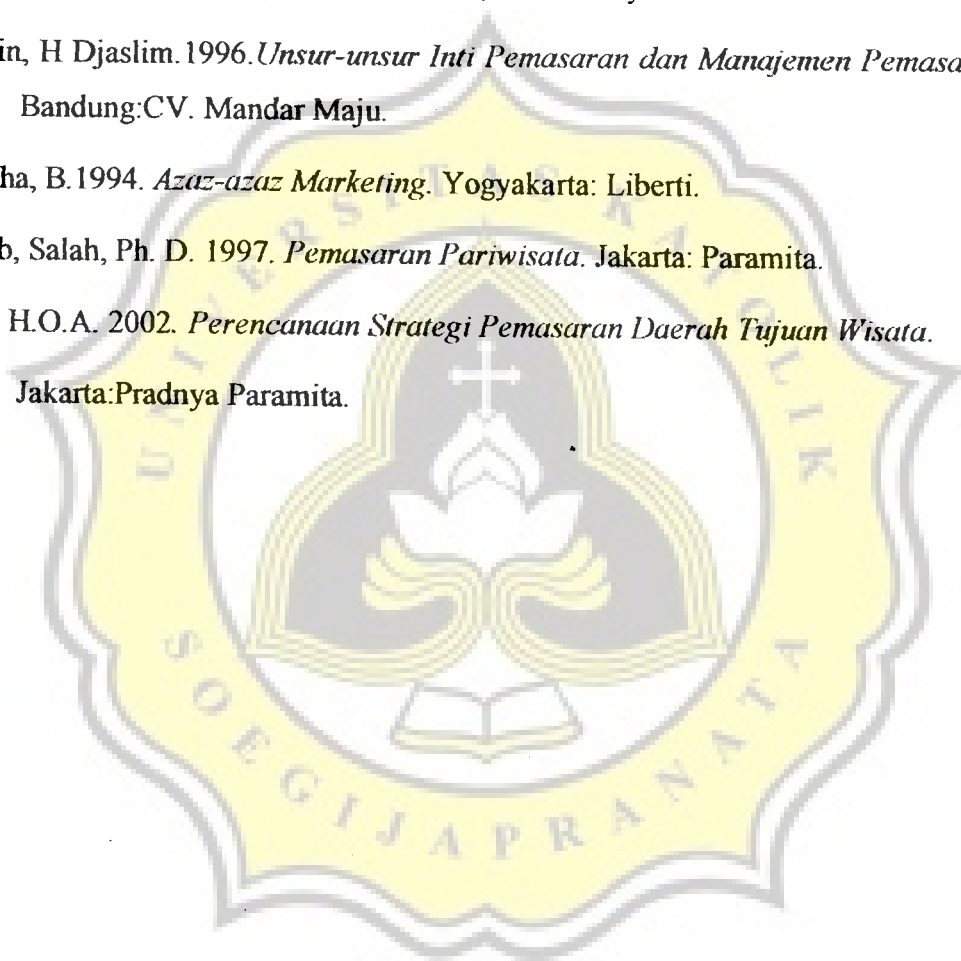 in, H Djaslim.1996.Unsur-unsur Inti Pemasaran dan Manajemen Pemasa
Bandung:CV. Mandar Maju.
ha, B.1994. Azaz-azaz Marketing. Yogyakarta: Liberti.
b, Salah, Ph. D. 1997. Pemasaran Pariwisata. Jakarta: Paramita.
H.O.A. 2002. Perencanaan Strategi Pemasaran Daerah Tujuan Wisata.
Jakarta:Pradnya Paramita.
UNIVERSITAS KATOLIK
SOEGIJAPRANATA